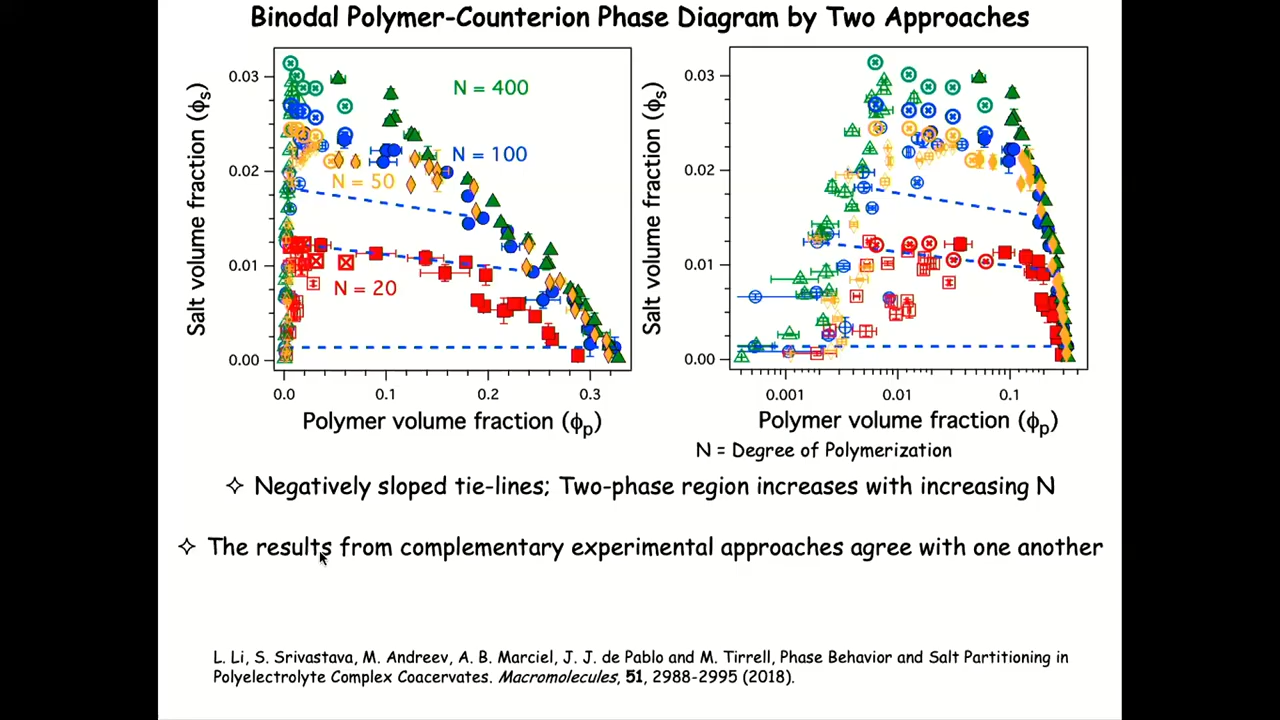 Binodal Polymer-Counterion Phase Diagram by Two Approaches
Salt volume fraction (ϕs)
0.03
0.02
0.01
0.00
N = 400
N = 100
N = 50
N = 20
0.0 0.1 0.2 0.3
Polymer volume fraction (ϕp)
Salt volume fraction (ϕs)
0.03
0.02
0.01
0.00
0.001 0.01 0.1
Polymer volume fraction (ϕp)
N = Degree of Polymerization
✧ Negatively sloped tie-lines; Two-phase region increases with increasing N
✧ The results from complementary experimental approaches agree with one another
L. Li, S. Srivastava, M. Andreev, A. B. Marciel, J. J. de Pablo and M. Tirrell, Phase Behavior and Salt Partitioning in
Polyelectrolyte Complex Coacervates. Macromolecules, 51, 2988-2995 (2018).